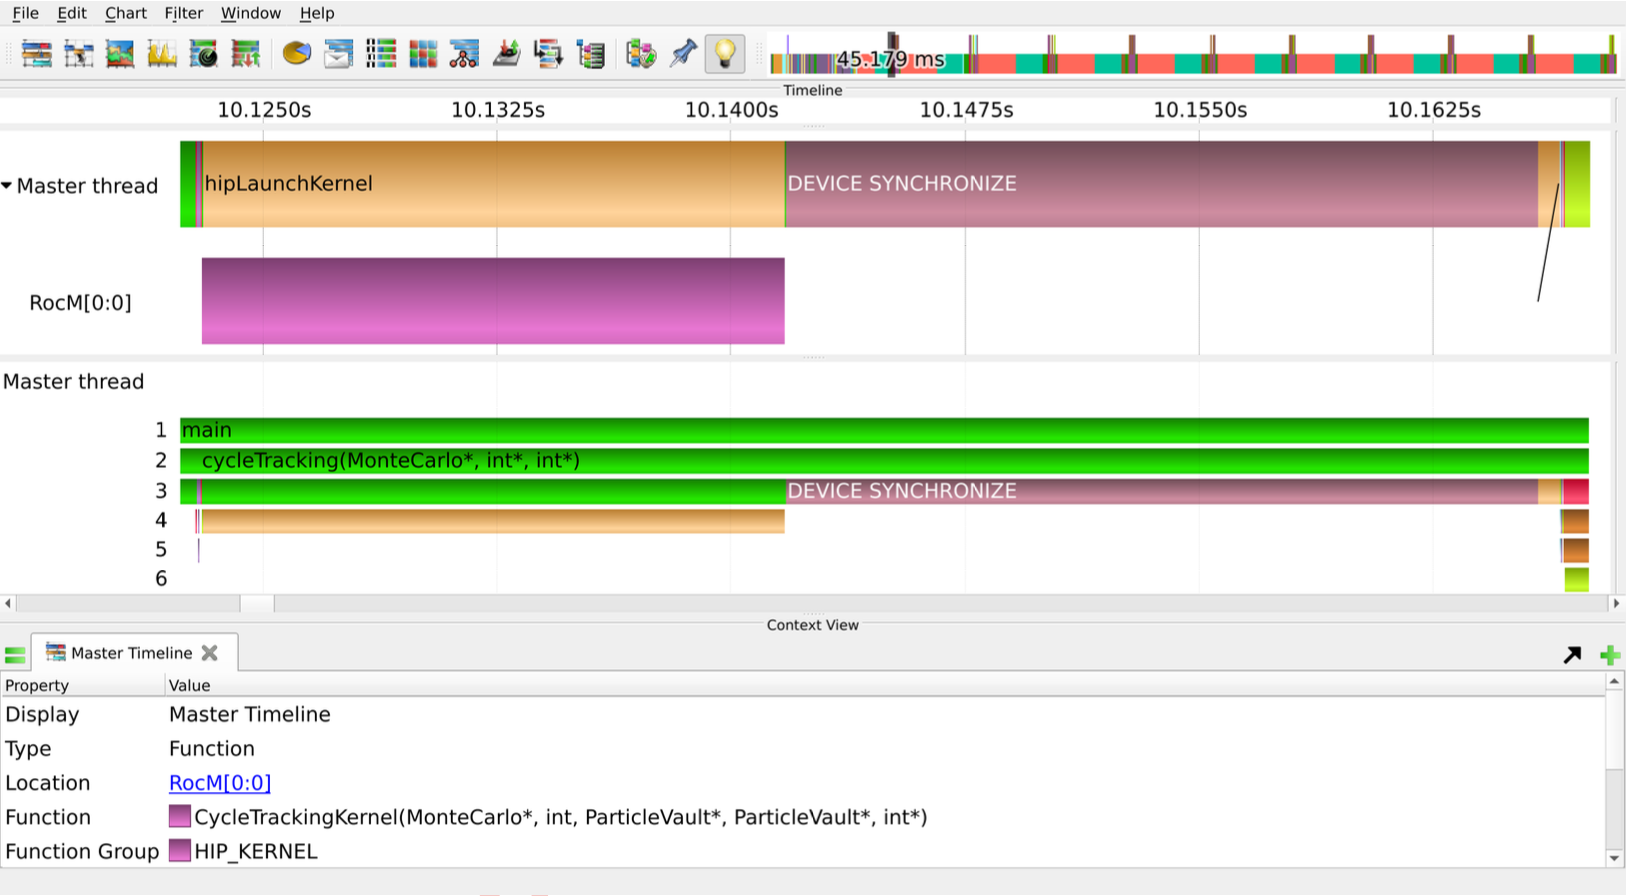 File Edit Chart Filter Window Help
45.179 ms
Timeline
10.1250s 10.1325s 10.1400s 10.1475s 10.1550s 10.1625s
Master thread hipLaunchKernel DEVICE SYNCHRONIZE
RocM[0:0]
Master thread
1 main
2 cycleTracking(MonteCarlo*, int*, int*)
3 DEVICE SYNCHRONIZE
4
5
6
Context View
Master Timeline
Property Value
Display Master Timeline
Type Function
Location RocM[0:0]
Function CycleTrackingKernel(MonteCarlo*, int, ParticleVault*, ParticleVault*, int*)
Function Group HIP_KERNEL